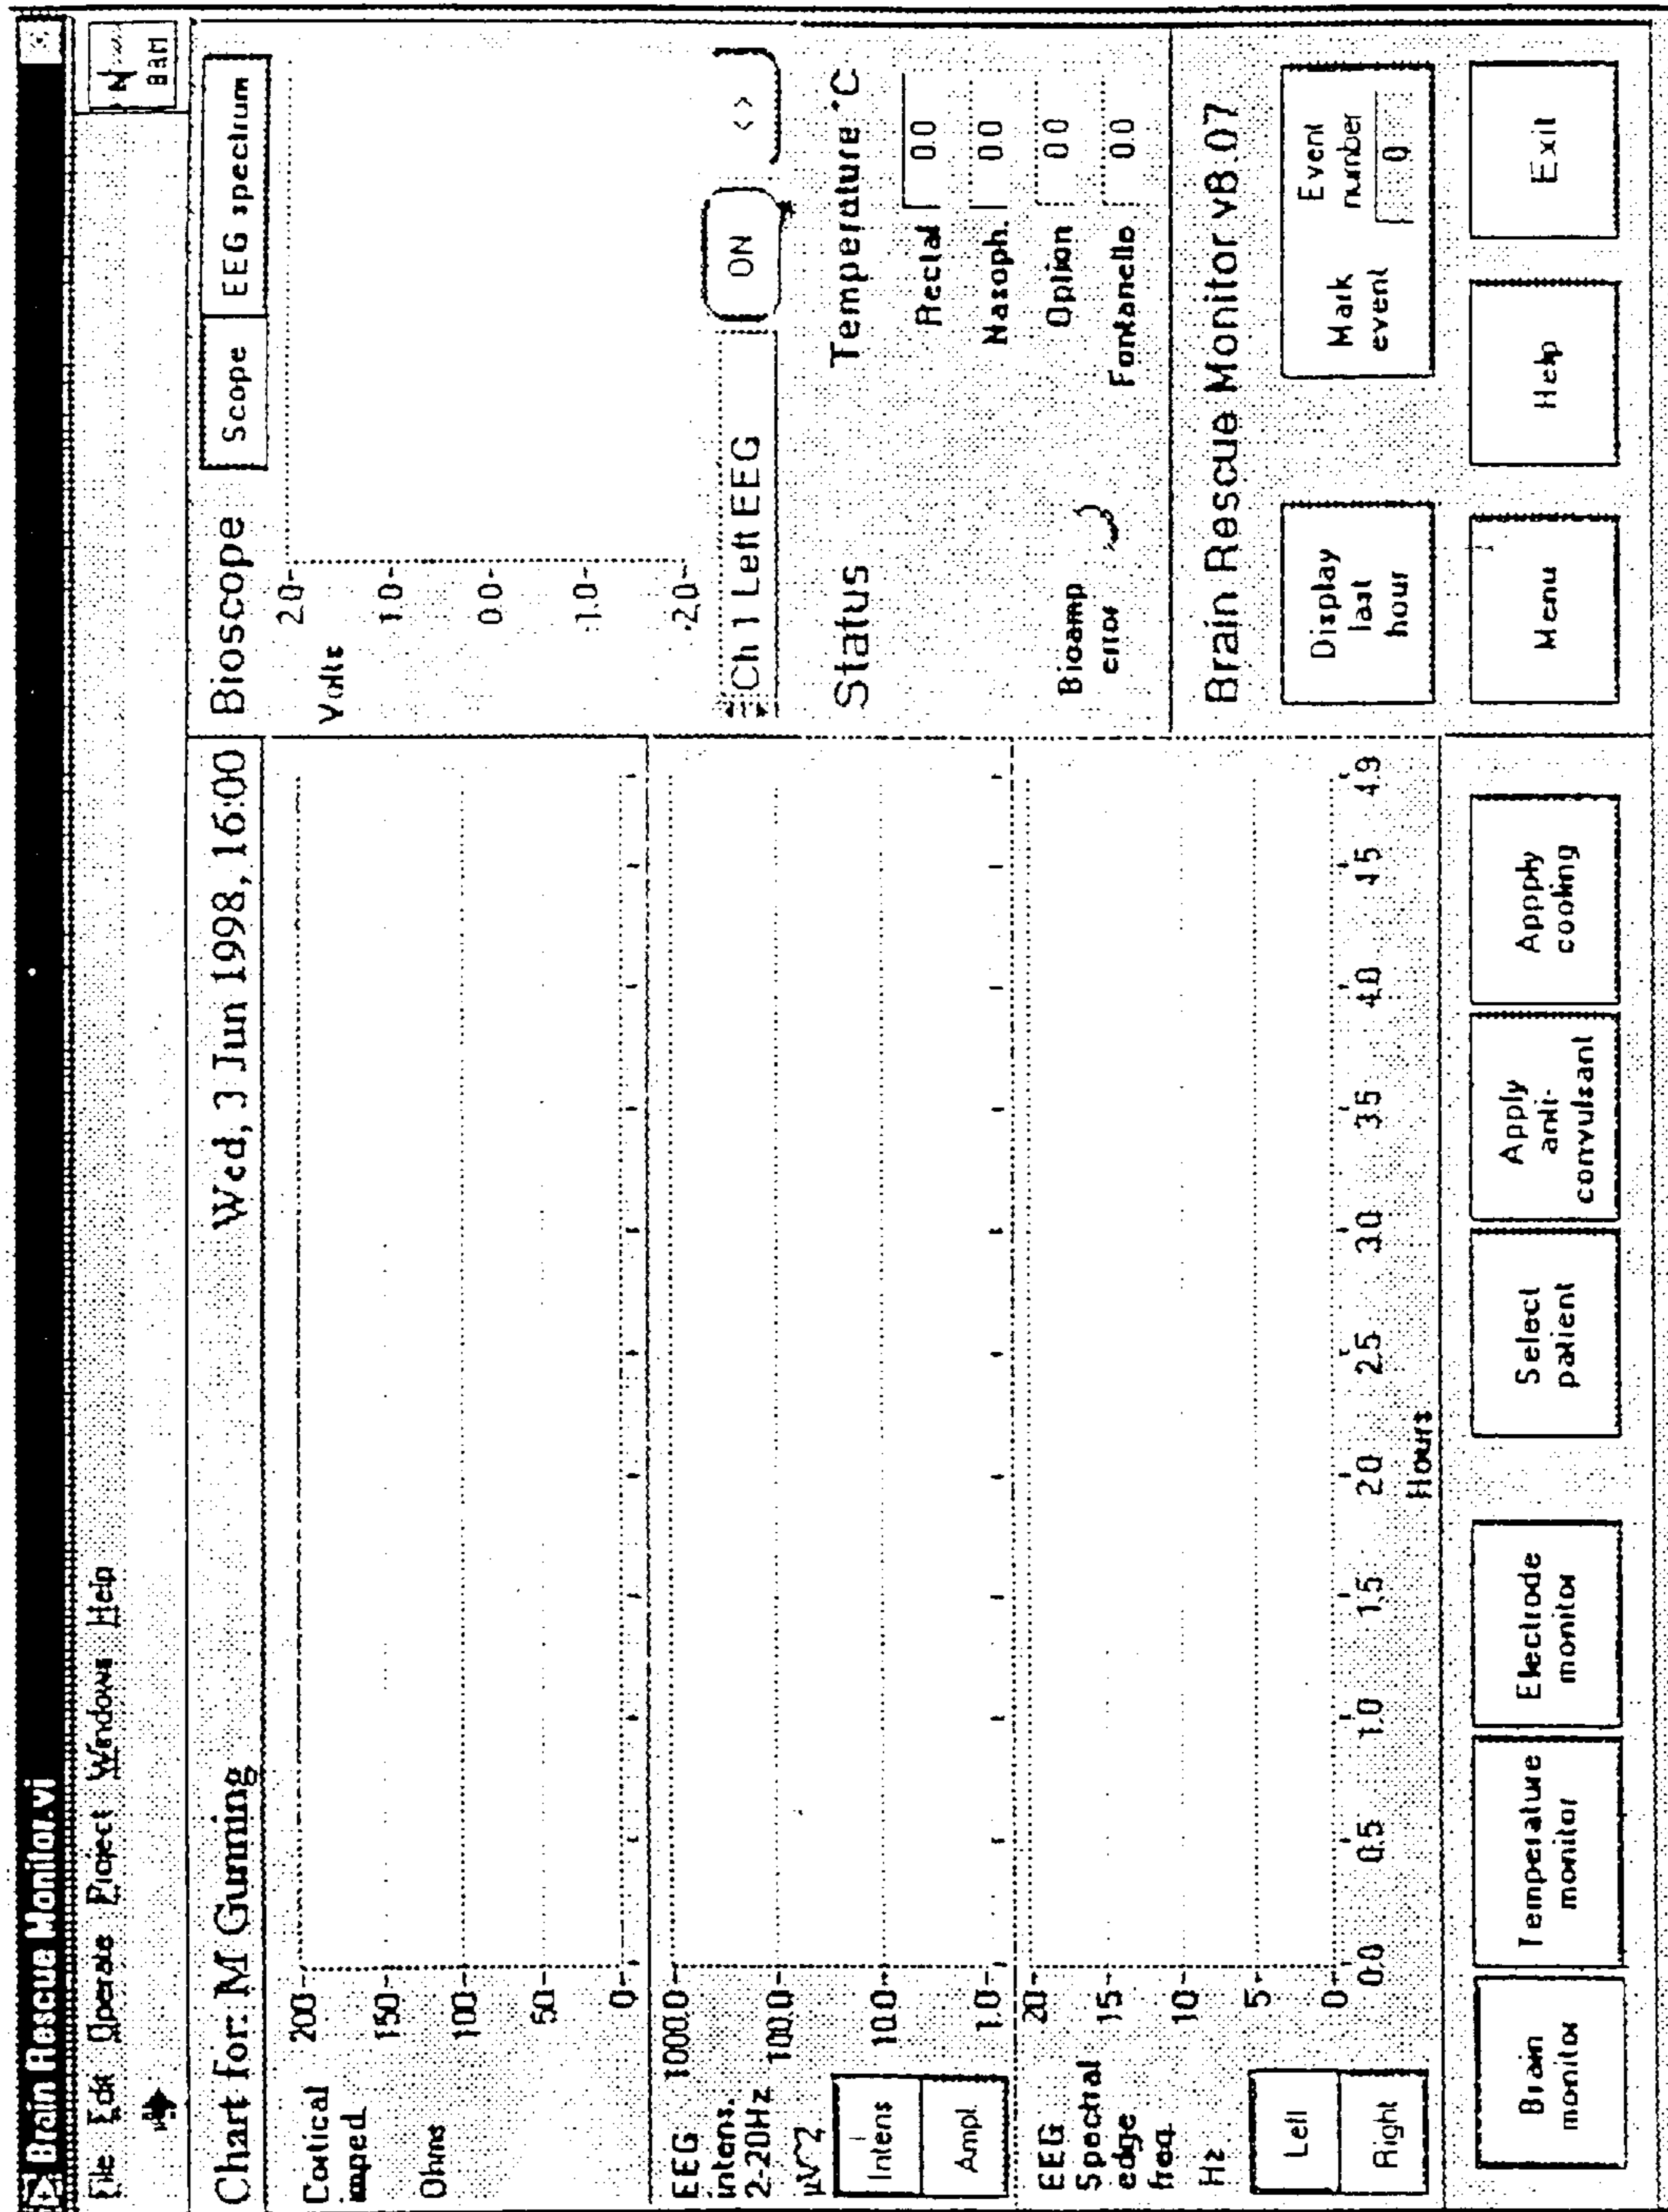 Brain Rescue Monitor.vi
File Edit Operate Project Windows Help
BRM
Chart for: M Gunning
Wed, 3 Jun 1998, 16:00
Cortical
imped.
Ohms
200
150
100
50
0
EEG
intens.
2-20Hz
µV^2
1000.0
100.0
10.0
1.0
Intens
Ampl.
EEG
Spectral
edge
freq.
Hz
20
15
10
5
0
Left
Right
0.0 0.5 1.0 1.5 2.0 2.5 3.0 3.5 4.0 4.5 4.9
Hours
Bioscope
Scope EEG spectrum
Volts
2.0
1.0
0.0
-1.0
-2.0
Ch 1 Left EEG
ON
< >
Status
Bioamp
error
Temperature °C
Rectal 0.0
Nasoph. 0.0
Option 0.0
Fontanelle 0.0
Brain Rescue Monitor v8.07
Display
last
hour
Mark
event
Event
number
0
Menu
Help
Exit
Brain
monitor
Temperature
monitor
Electrode
monitor
Select
patient
Apply
anti-
convulsant
Appply
cooling